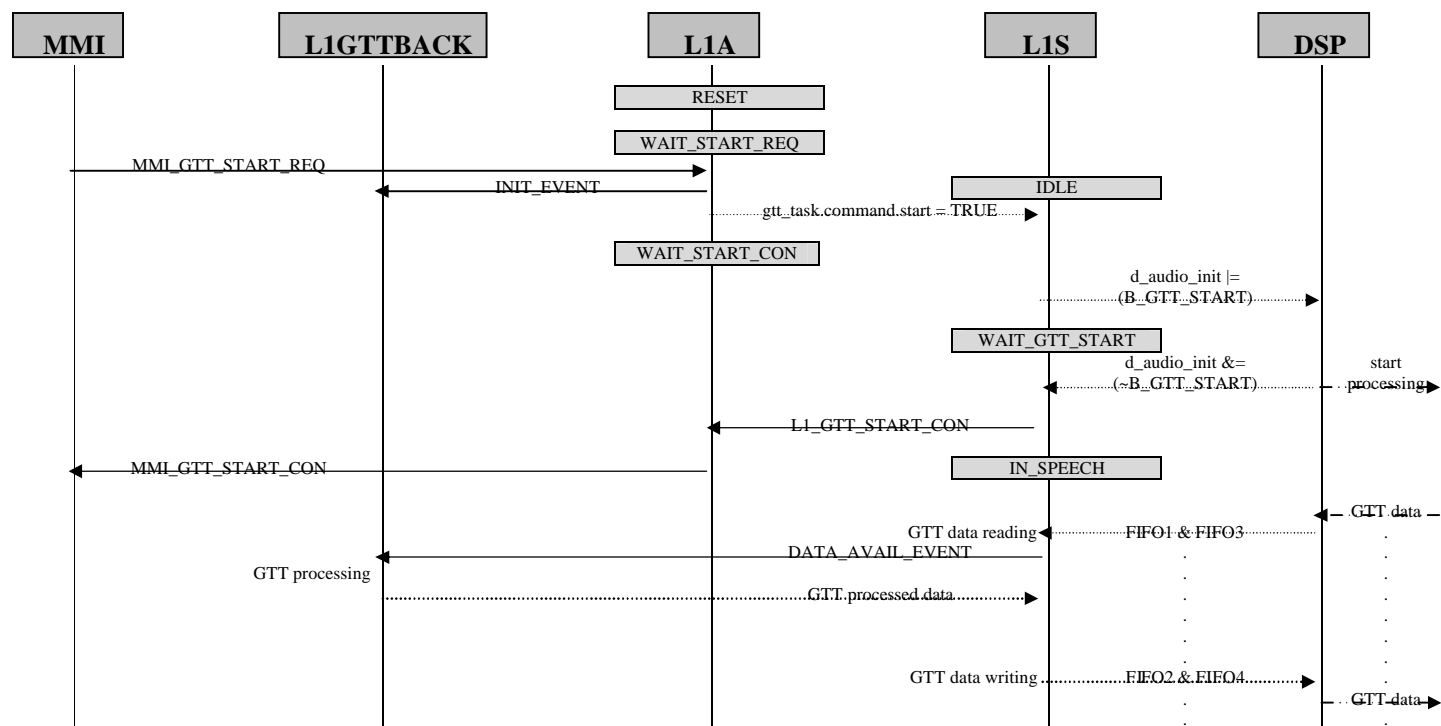 MMI
L1GTTBACK
L1A
L1S
DSP
RESET
WAIT_START_REQ
MMI_GTT_START_REQ
INIT_EVENT
IDLE
gtt_task.command.start = TRUE
WAIT_START_CON
d_audio_init |=
(B_GTT_START)
WAIT_GTT_START
d_audio_init &=
(~B_GTT_START)
start
processing
L1_GTT_START_CON
MMI_GTT_START_CON
IN_SPEECH
GTT data
GTT data reading
FIFO1 & FIFO3
DATA_AVAIL_EVENT
GTT processing
GTT processed data
GTT data writing
FIFO2 & FIFO4
GTT data